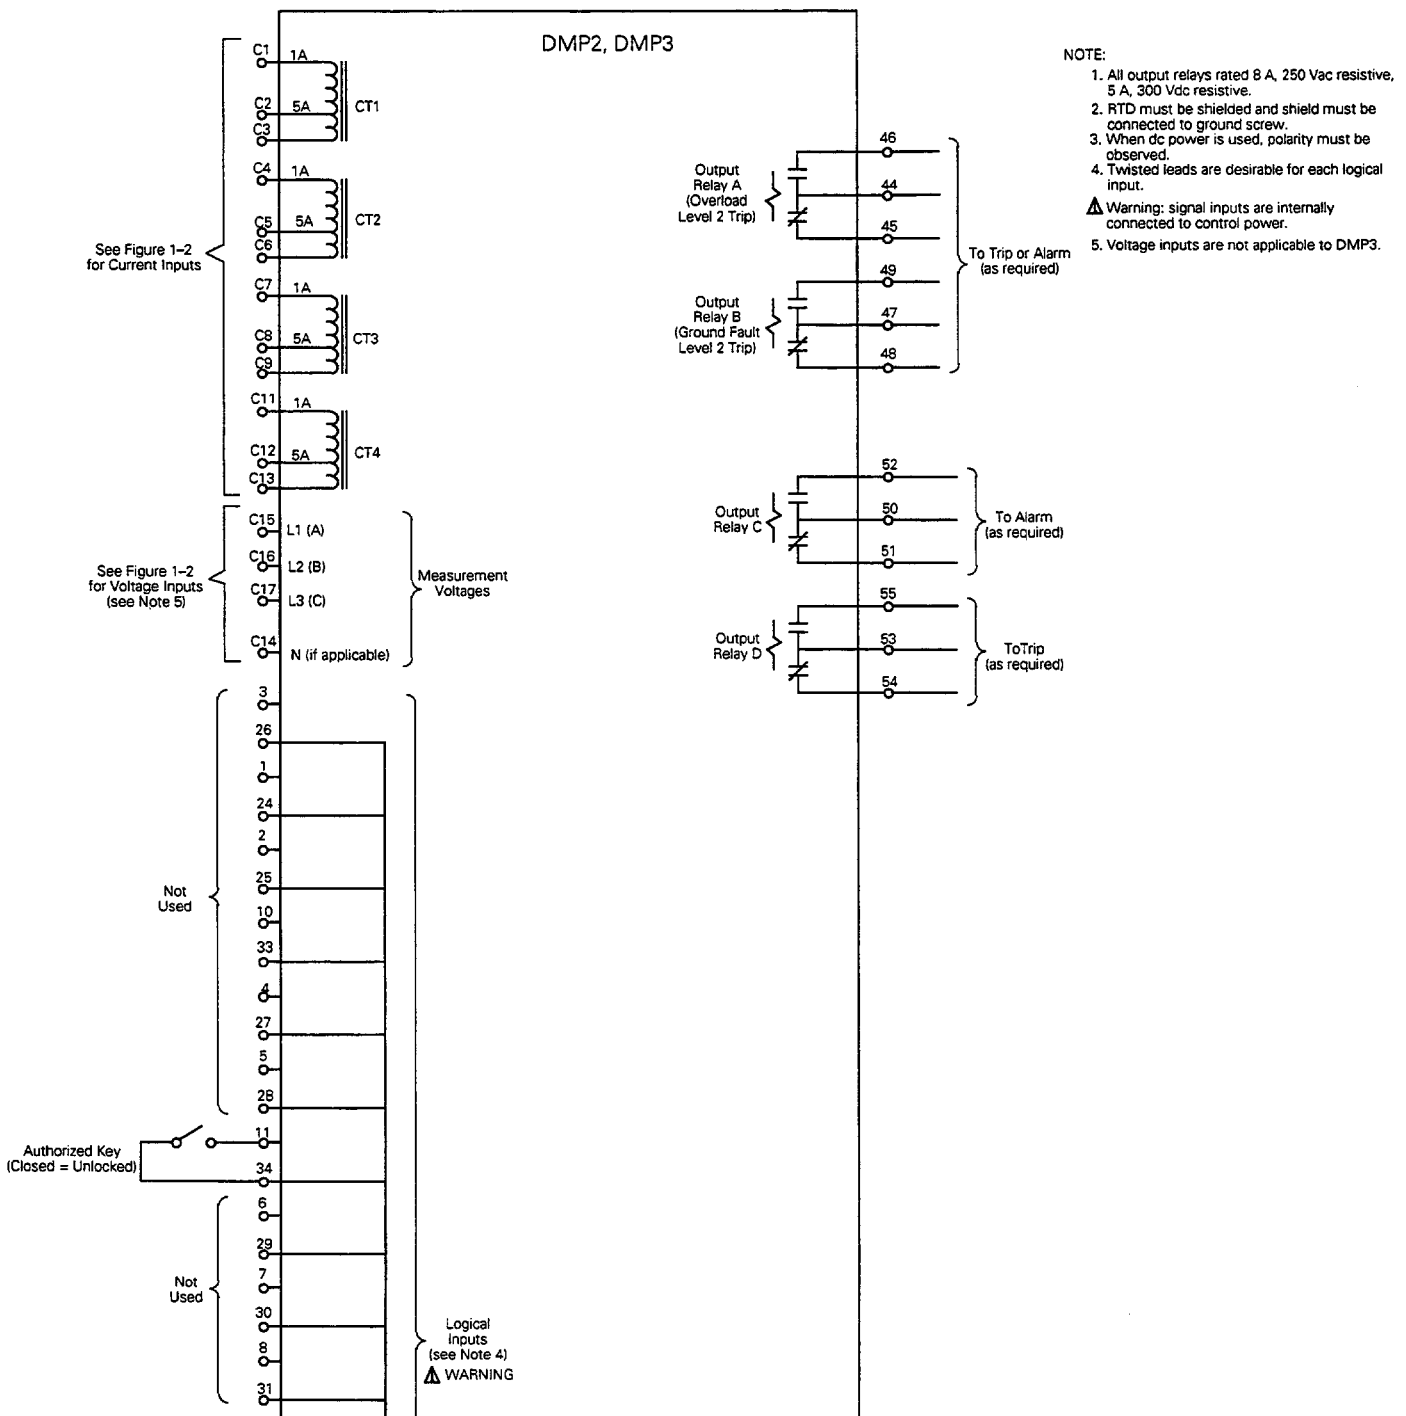 DMP2, DMP3
C1
1A
C2
5A
CT1
C3
C4
1A
C5
5A
CT2
C6
See Figure 1–2
for Current Inputs
C7
1A
C8
5A
CT3
C9
C11
1A
C12
5A
CT4
C13
C15
L1 (A)
C16
L2 (B)
C17
L3 (C)
C14
N (if applicable)
See Figure 1–2
for Voltage Inputs
(see Note 5)
Measurement
Voltages
3
26
1
24
2
25
10
33
4
27
5
28
Not
Used
11
34
Authorized Key
(Closed = Unlocked)
6
29
7
30
8
31
Not
Used
Logical
Inputs
(see Note 4)
⚠ WARNING
Output
Relay A
(Overload
Level 2 Trip)
46
44
45
Output
Relay B
(Ground Fault
Level 2 Trip)
49
47
48
To Trip or Alarm
(as required)
Output
Relay C
52
50
51
To Alarm
(as required)
Output
Relay D
55
53
54
ToTrip
(as required)
NOTE:
1. All output relays rated 8 A, 250 Vac resistive,
5 A, 300 Vdc resistive.
2. RTD must be shielded and shield must be
connected to ground screw.
3. When dc power is used, polarity must be
observed.
4. Twisted leads are desirable for each logical
input.
⚠ Warning: signal inputs are internally
connected to control power.
5. Voltage inputs are not applicable to DMP3.